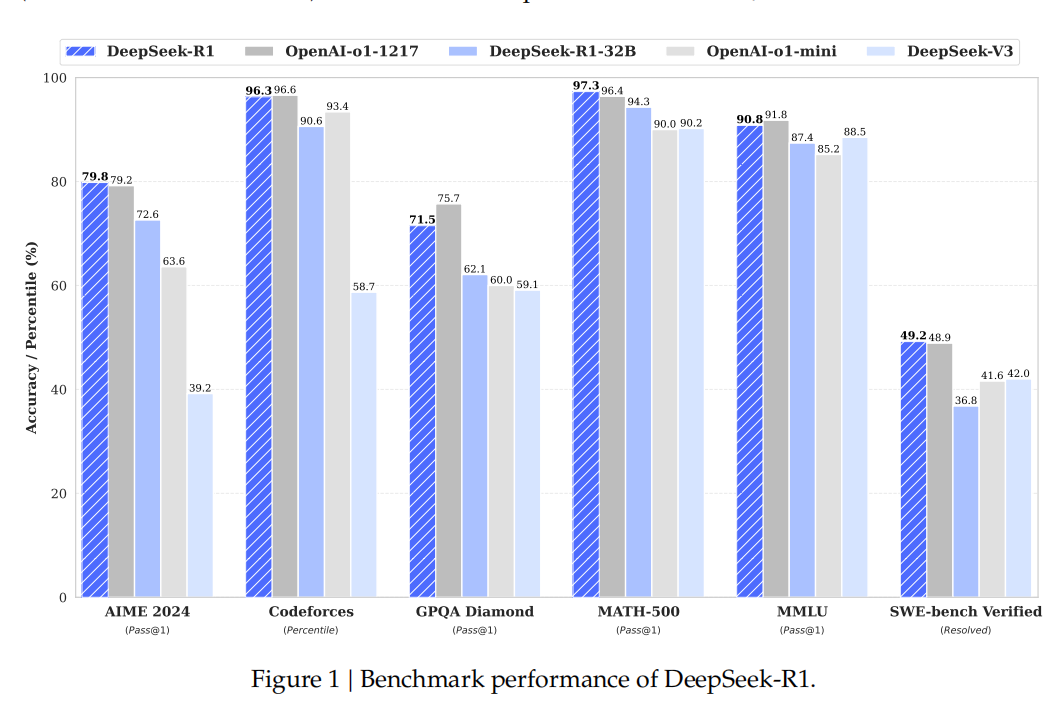 DeepSeek-R1 OpenAI-o1-1217 DeepSeek-R1-32B OpenAI-o1-mini DeepSeek-V3
Accuracy / Percentile (%)
100
80
60
40
20
0
79.8 79.2 72.6 63.6 39.2
96.3 96.6 90.6 93.4 58.7
71.5 75.7 62.1 60.0 59.1
97.3 96.4 94.3 90.0 90.2
90.8 91.8 87.4 85.2 88.5
49.2 48.9 36.8 41.6 42.0
AIME 2024 Codeforces GPQA Diamond MATH-500 MMLU SWE-bench Verified
(Pass@1) (Percentile) (Pass@1) (Pass@1) (Pass@1) (Resolved)
Figure 1 | Benchmark performance of DeepSeek-R1.